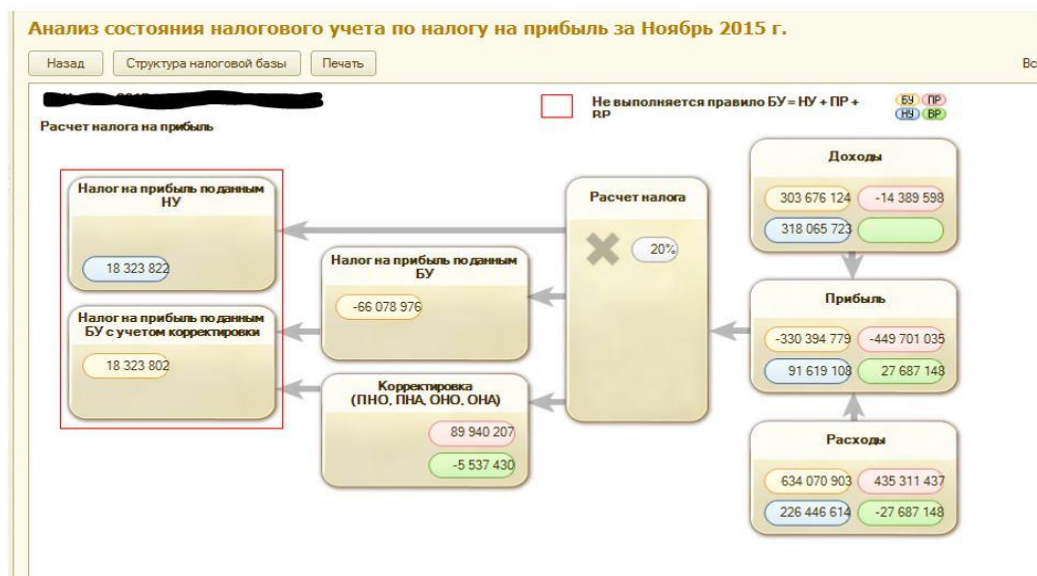 Анализ состояния налогового учета по налогу на прибыль за Ноябрь 2015 г.
Назад Структура налоговой базы Печать Вс
Не выполняется правило БУ = НУ + ПР +
ВР
БУ ПР
НУ ВР
Расчет налога на прибыль
Налог на прибыль по данным
НУ
18 323 822
Налог на прибыль по данным
БУ с учетом корректировки
18 323 802
Налог на прибыль по данным
БУ
-66 078 976
Корректировка
(ПНО, ПНА, ОНО, ОНА)
89 940 207
-5 537 430
Расчет налога
20%
Доходы
303 676 124 -14 389 598
318 065 723
Прибыль
-330 394 779 -449 701 035
91 619 108 27 687 148
Расходы
634 070 903 435 311 437
226 446 614 -27 687 148